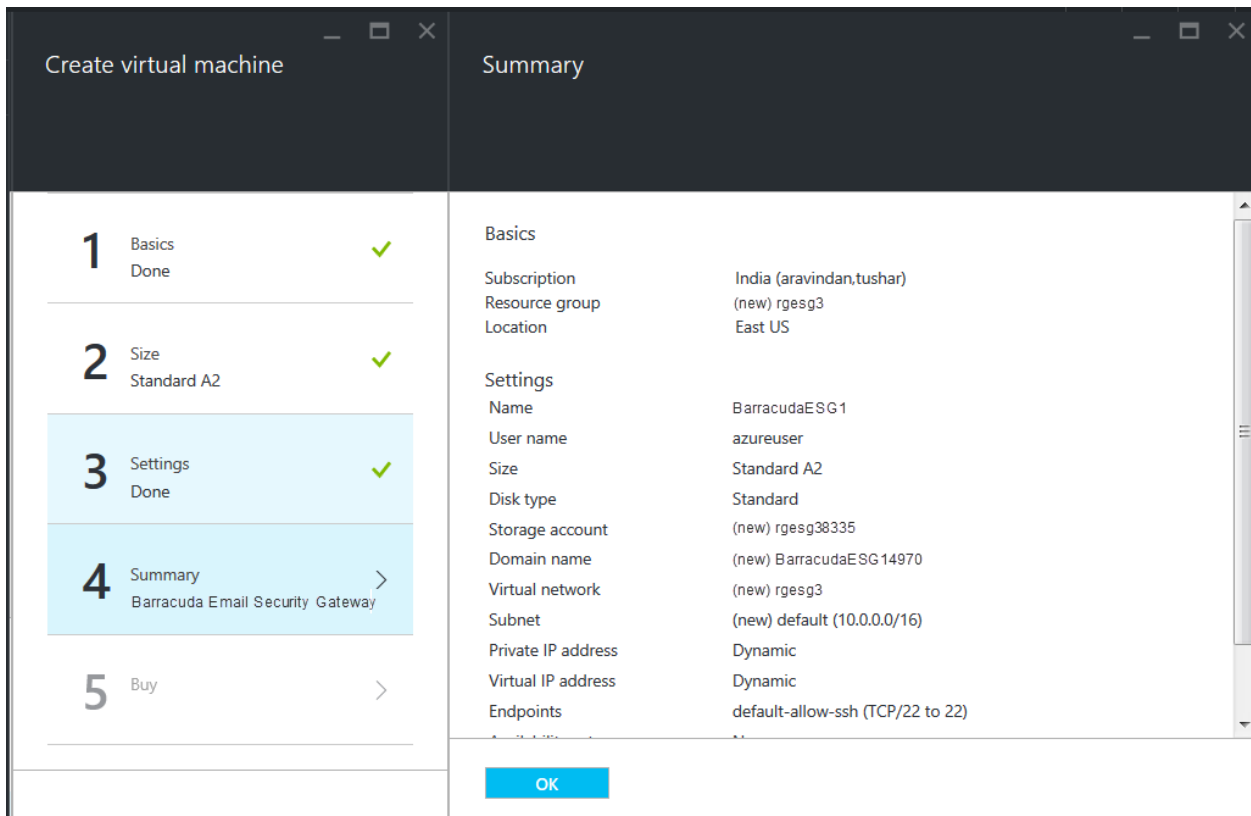 Create virtual machine
1
Basics
Done
2
Size
Standard A2
3
Settings
Done
4
Summary
Barracuda Email Security Gateway
5
Buy
Summary
Basics
Subscription India (aravindan,tushar)
Resource group (new) rgesg3
Location East US
Settings
Name BarracudaESG1
User name azureuser
Size Standard A2
Disk type Standard
Storage account (new) rgesg38335
Domain name (new) BarracudaESG14970
Virtual network (new) rgesg3
Subnet (new) default (10.0.0.0/16)
Private IP address Dynamic
Virtual IP address Dynamic
Endpoints default-allow-ssh (TCP/22 to 22)
OK